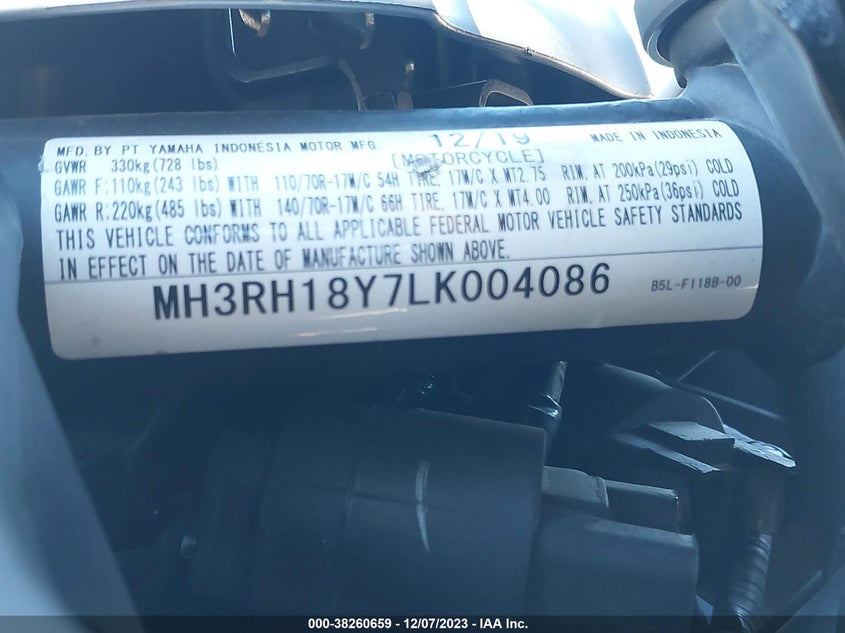 MFD. BY PT YAMAHA INDONESIA MOTOR MFG. 12/19 MADE IN INDONESIA
GVWR 330kg(728 lbs) [MOTORCYCLE]
GAWR F:110kg(243 lbs) WITH 110/70R-17M/C 54H TIRE, 17M/C X MT2.75 RIM, AT 200kPa(29psi) COLD
GAWR R:220kg(485 lbs) WITH 140/70R-17M/C 66H TIRE, 17M/C X MT4.00 RIM, AT 250kPa(36psi) COLD
THIS VEHICLE CONFORMS TO ALL APPLICABLE FEDERAL MOTOR VEHICLE SAFETY STANDARDS
IN EFFECT ON THE DATE OF MANUFACTURE SHOWN ABOVE.
MH3RH18Y7LK004086 B5L-F118B-00
000-38260659 - 12/07/2023 - IAA Inc.